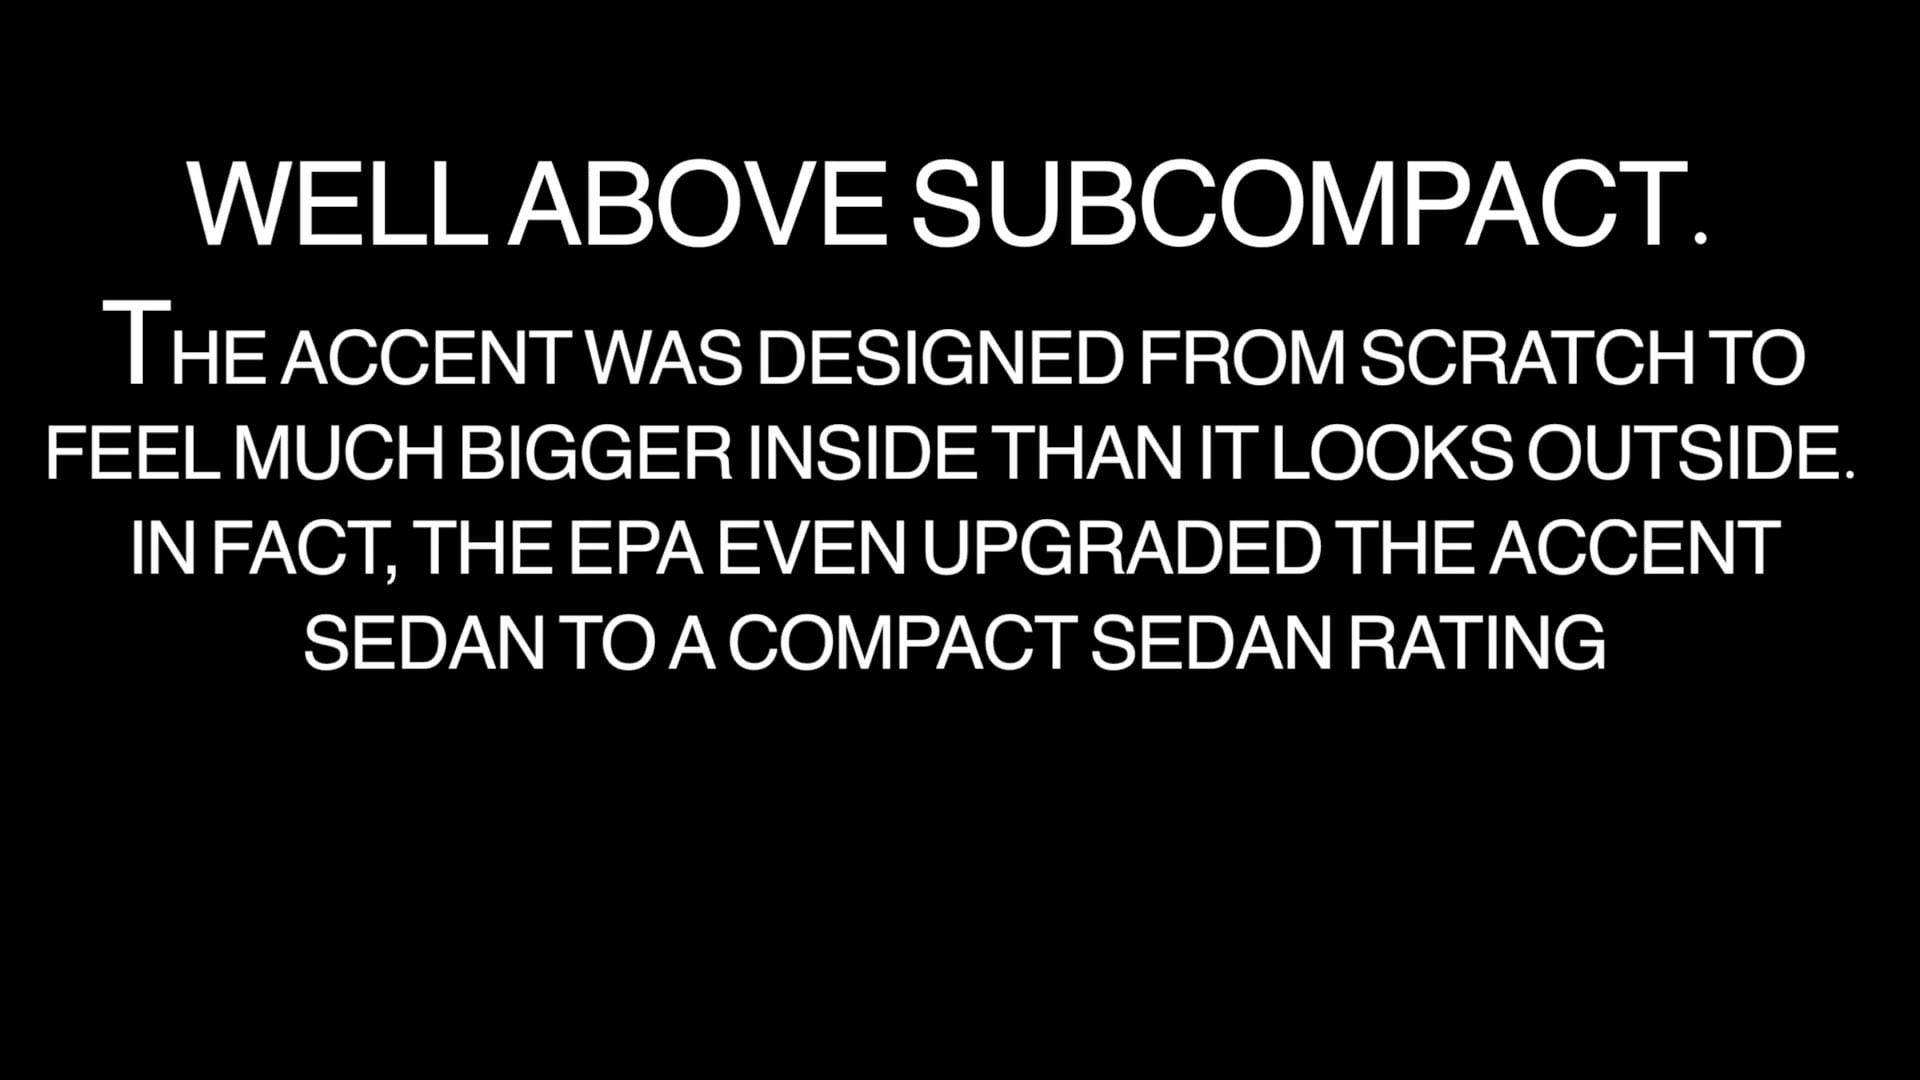 WELL ABOVE SUBCOMPACT.
THE ACCENT WAS DESIGNED FROM SCRATCH TO
FEEL MUCH BIGGER INSIDE THAN IT LOOKS OUTSIDE.
IN FACT, THE EPA EVEN UPGRADED THE ACCENT
SEDAN TO A COMPACT SEDAN RATING